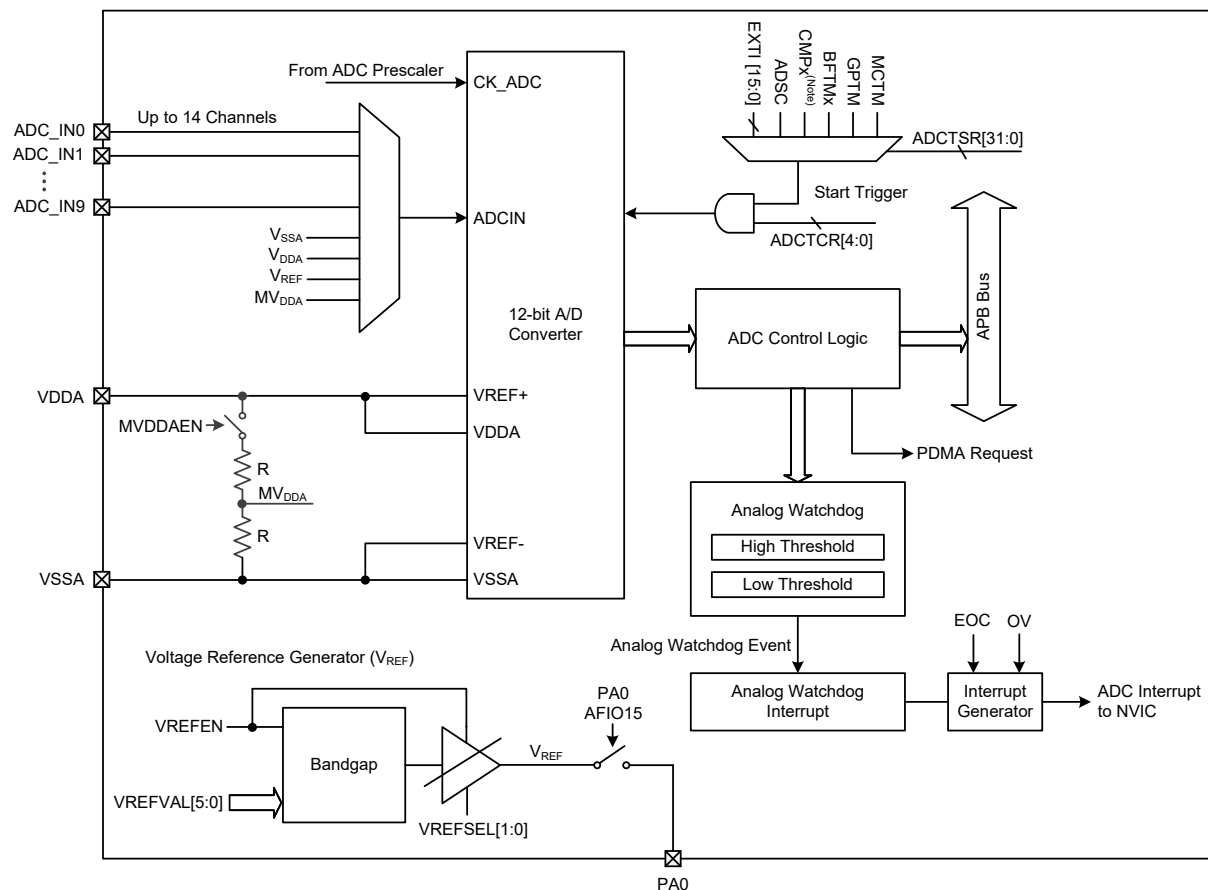 From ADC Prescaler
CK_ADC
EXTI [15:0]
ADSC
CMPx(Note)
BFTMx
GPTM
MCTM
ADCTSR[31:0]
ADC_IN0
Up to 14 Channels
ADC_IN1
ADC_IN9
VSSA
VDDA
VREF
MVDDA
ADCIN
Start Trigger
ADCTCR[4:0]
12-bit A/D
Converter
ADC Control Logic
APB Bus
VDDA
VREF+
MVDDAEN
VDDA
PDMA Request
R
MVDDA
R
VREF-
VSSA
VSSA
Analog Watchdog
High Threshold
Low Threshold
Analog Watchdog Event
EOC
OV
Voltage Reference Generator (VREF)
Analog Watchdog
Interrupt
Interrupt
Generator
ADC Interrupt
to NVIC
VREFEN
Bandgap
VREF
PA0
AFIO15
VREFVAL[5:0]
VREFSEL[1:0]
PA0